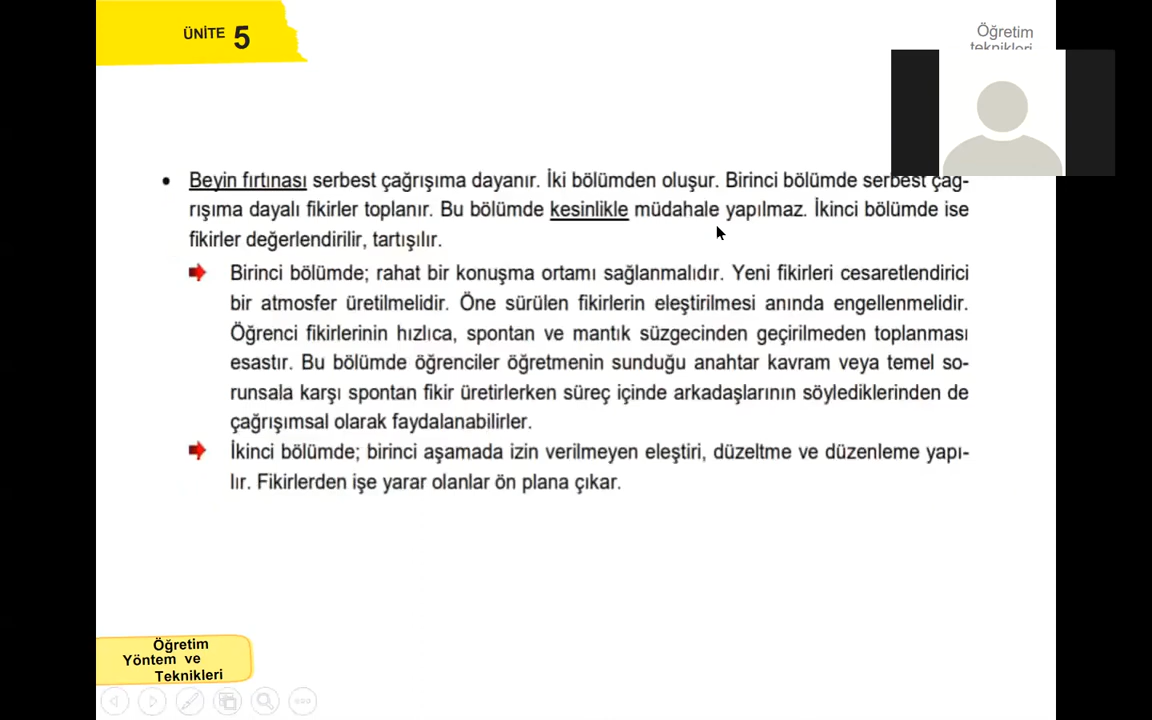 ÜNİTE 5
Öğretim
teknikleri
• Beyin fırtınası serbest çağrışıma dayanır. İki bölümden oluşur. Birinci bölümde serbest çağ-
rışıma dayalı fikirler toplanır. Bu bölümde kesinlikle müdahale yapılmaz. İkinci bölümde ise
fikirler değerlendirilir, tartışılır.
Birinci bölümde; rahat bir konuşma ortamı sağlanmalıdır. Yeni fikirleri cesaretlendirici
bir atmosfer üretilmelidir. Öne sürülen fikirlerin eleştirilmesi anında engellenmelidir.
Öğrenci fikirlerinin hızlıca, spontan ve mantık süzgecinden geçirilmeden toplanması
esastır. Bu bölümde öğrenciler öğretmenin sunduğu anahtar kavram veya temel so-
runsala karşı spontan fikir üretirlerken süreç içinde arkadaşlarının söylediklerinden de
çağrışımsal olarak faydalanabilirler.
İkinci bölümde; birinci aşamada izin verilmeyen eleştiri, düzeltme ve düzenleme yapı-
lır. Fikirlerden işe yarar olanlar ön plana çıkar.
Öğretim
Yöntem ve
Teknikleri